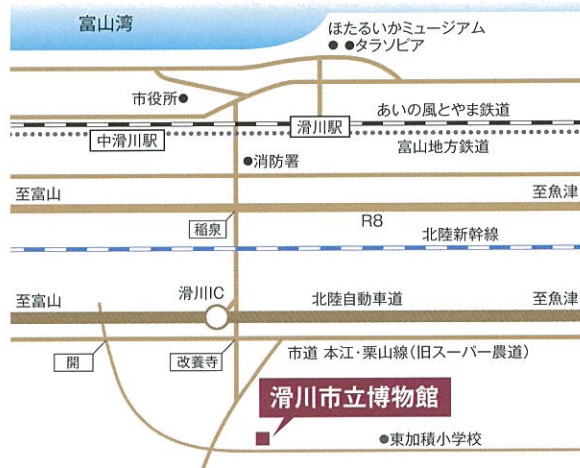 富山湾
ほたるいかミュージアム
タラソピア
市役所
あいの風とやま鉄道
中滑川駅
滑川駅
富山地方鉄道
消防署
至富山
至魚津
稲泉
R8
北陸新幹線
滑川IC
至富山
北陸自動車道
至魚津
開
改養寺
市道 本江・栗山線(旧スーパー農道)
滑川市立博物館
東加積小学校